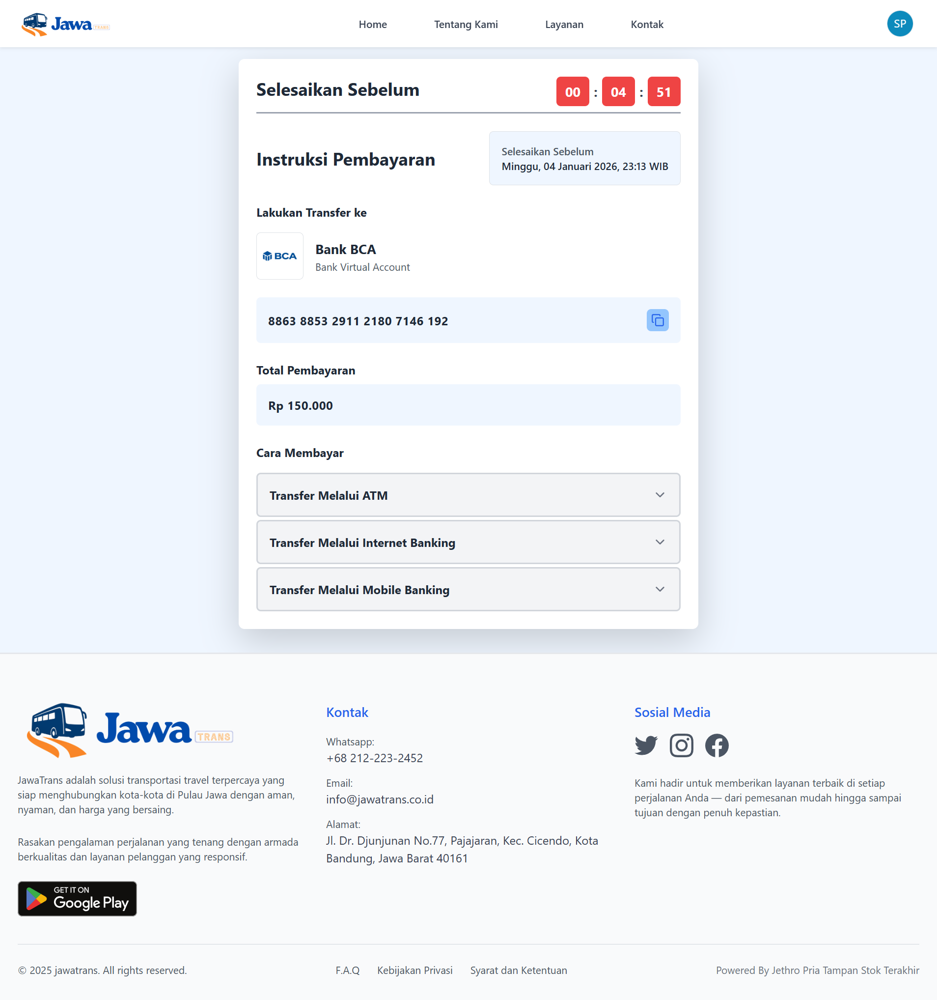 Jawa TRANS
Home
Tentang Kami
Layanan
Kontak
SP
Selesaikan Sebelum
00 : 04 : 51
Instruksi Pembayaran
Selesaikan Sebelum
Minggu, 04 Januari 2026, 23:13 WIB
Lakukan Transfer ke
BCA
Bank BCA
Bank Virtual Account
8863 8853 2911 2180 7146 192
Total Pembayaran
Rp 150.000
Cara Membayar
Transfer Melalui ATM
Transfer Melalui Internet Banking
Transfer Melalui Mobile Banking
Jawa TRANS
JawaTrans adalah solusi transportasi travel terpercaya yang
siap menghubungkan kota-kota di Pulau Jawa dengan aman,
nyaman, dan harga yang bersaing.
Rasakan pengalaman perjalanan yang tenang dengan armada
berkualitas dan layanan pelanggan yang responsif.
GET IT ON
Google Play
Kontak
Whatsapp:
+68 212-223-2452
Email:
info@jawatrans.co.id
Alamat:
Jl. Dr. Djunjunan No.77, Pajajaran, Kec. Cicendo, Kota
Bandung, Jawa Barat 40161
Sosial Media
Kami hadir untuk memberikan layanan terbaik di setiap
perjalanan Anda — dari pemesanan mudah hingga sampai
tujuan dengan penuh kepastian.
© 2025 jawatrans. All rights reserved.
F.A.Q
Kebijakan Privasi
Syarat dan Ketentuan
Powered By Jethro Pria Tampan Stok Terakhir